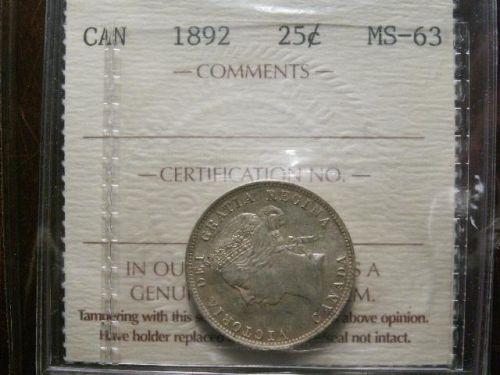 CAN 1892 25¢ MS-63
— COMMENTS —
— CERTIFICATION NO. —
VICTORIA DEI GRATIA REGINA CANADA
IN OU S A
GENU M.
Tampering with this s above opinion.
Have holder replaced seal not intact.